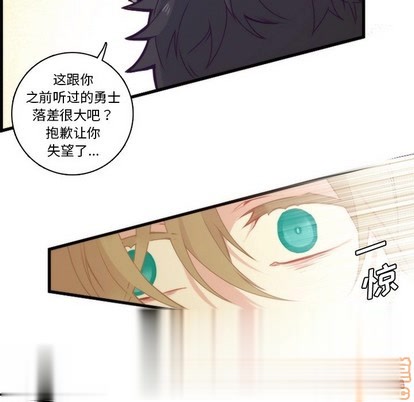 这跟你
之前听过的勇士
落差很大吧？
抱歉让你
失望了...
一惊